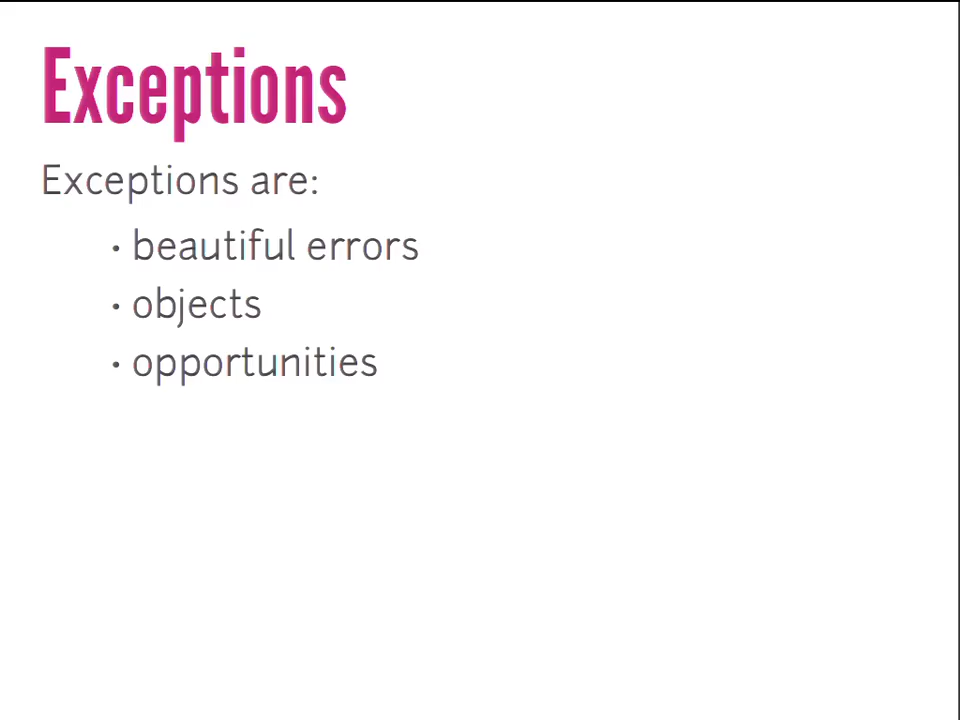 Exceptions
Exceptions are:
· beautiful errors
· objects
· opportunities